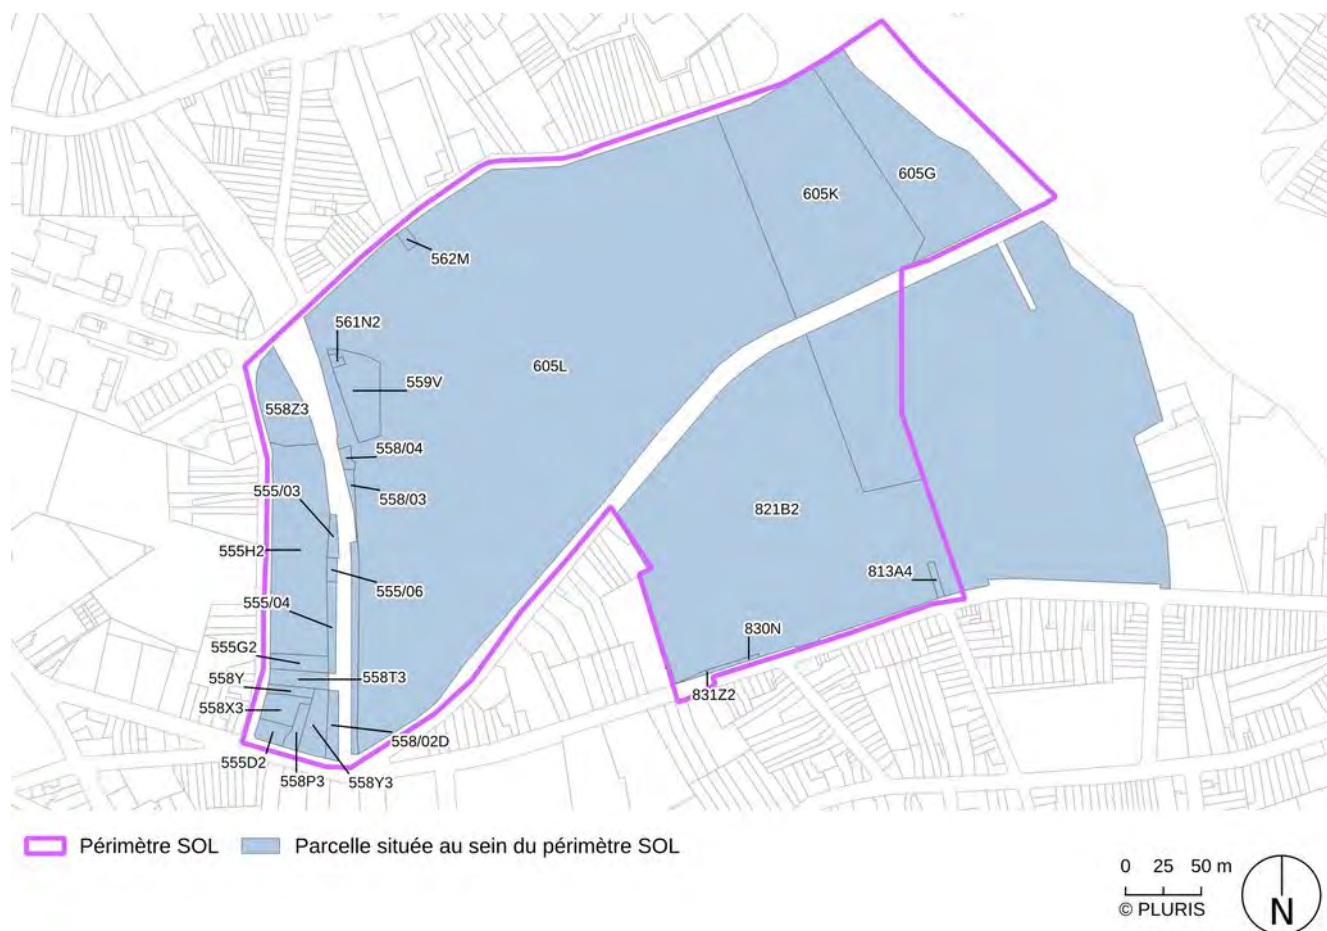 605G
605K
562M
561N2
605L
559V
558Z3
558/04
555/03
558/03
821B2
555H2
813A4
555/06
555/04
830N
555G2
558Y
558T3
831Z2
558X3
558/02D
555D2
558P3
558Y3
Périmètre SOL
Parcelle située au sein du périmètre SOL
0 25 50 m
© PLURIS
N